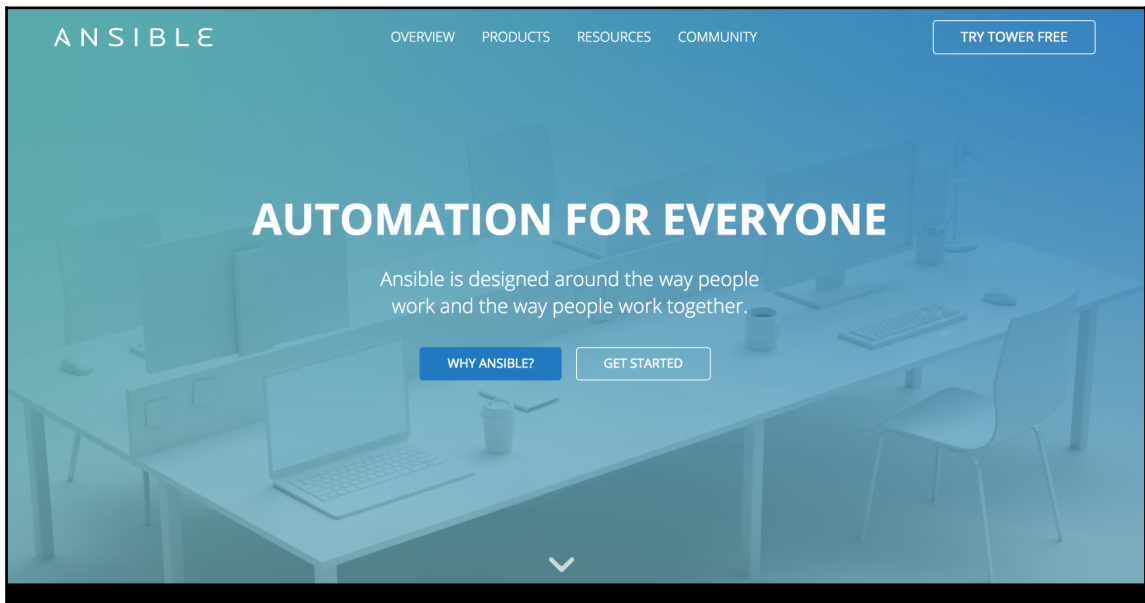 ANSIBLE
OVERVIEW PRODUCTS RESOURCES COMMUNITY
TRY TOWER FREE
AUTOMATION FOR EVERYONE
Ansible is designed around the way people
work and the way people work together.
WHY ANSIBLE? GET STARTED